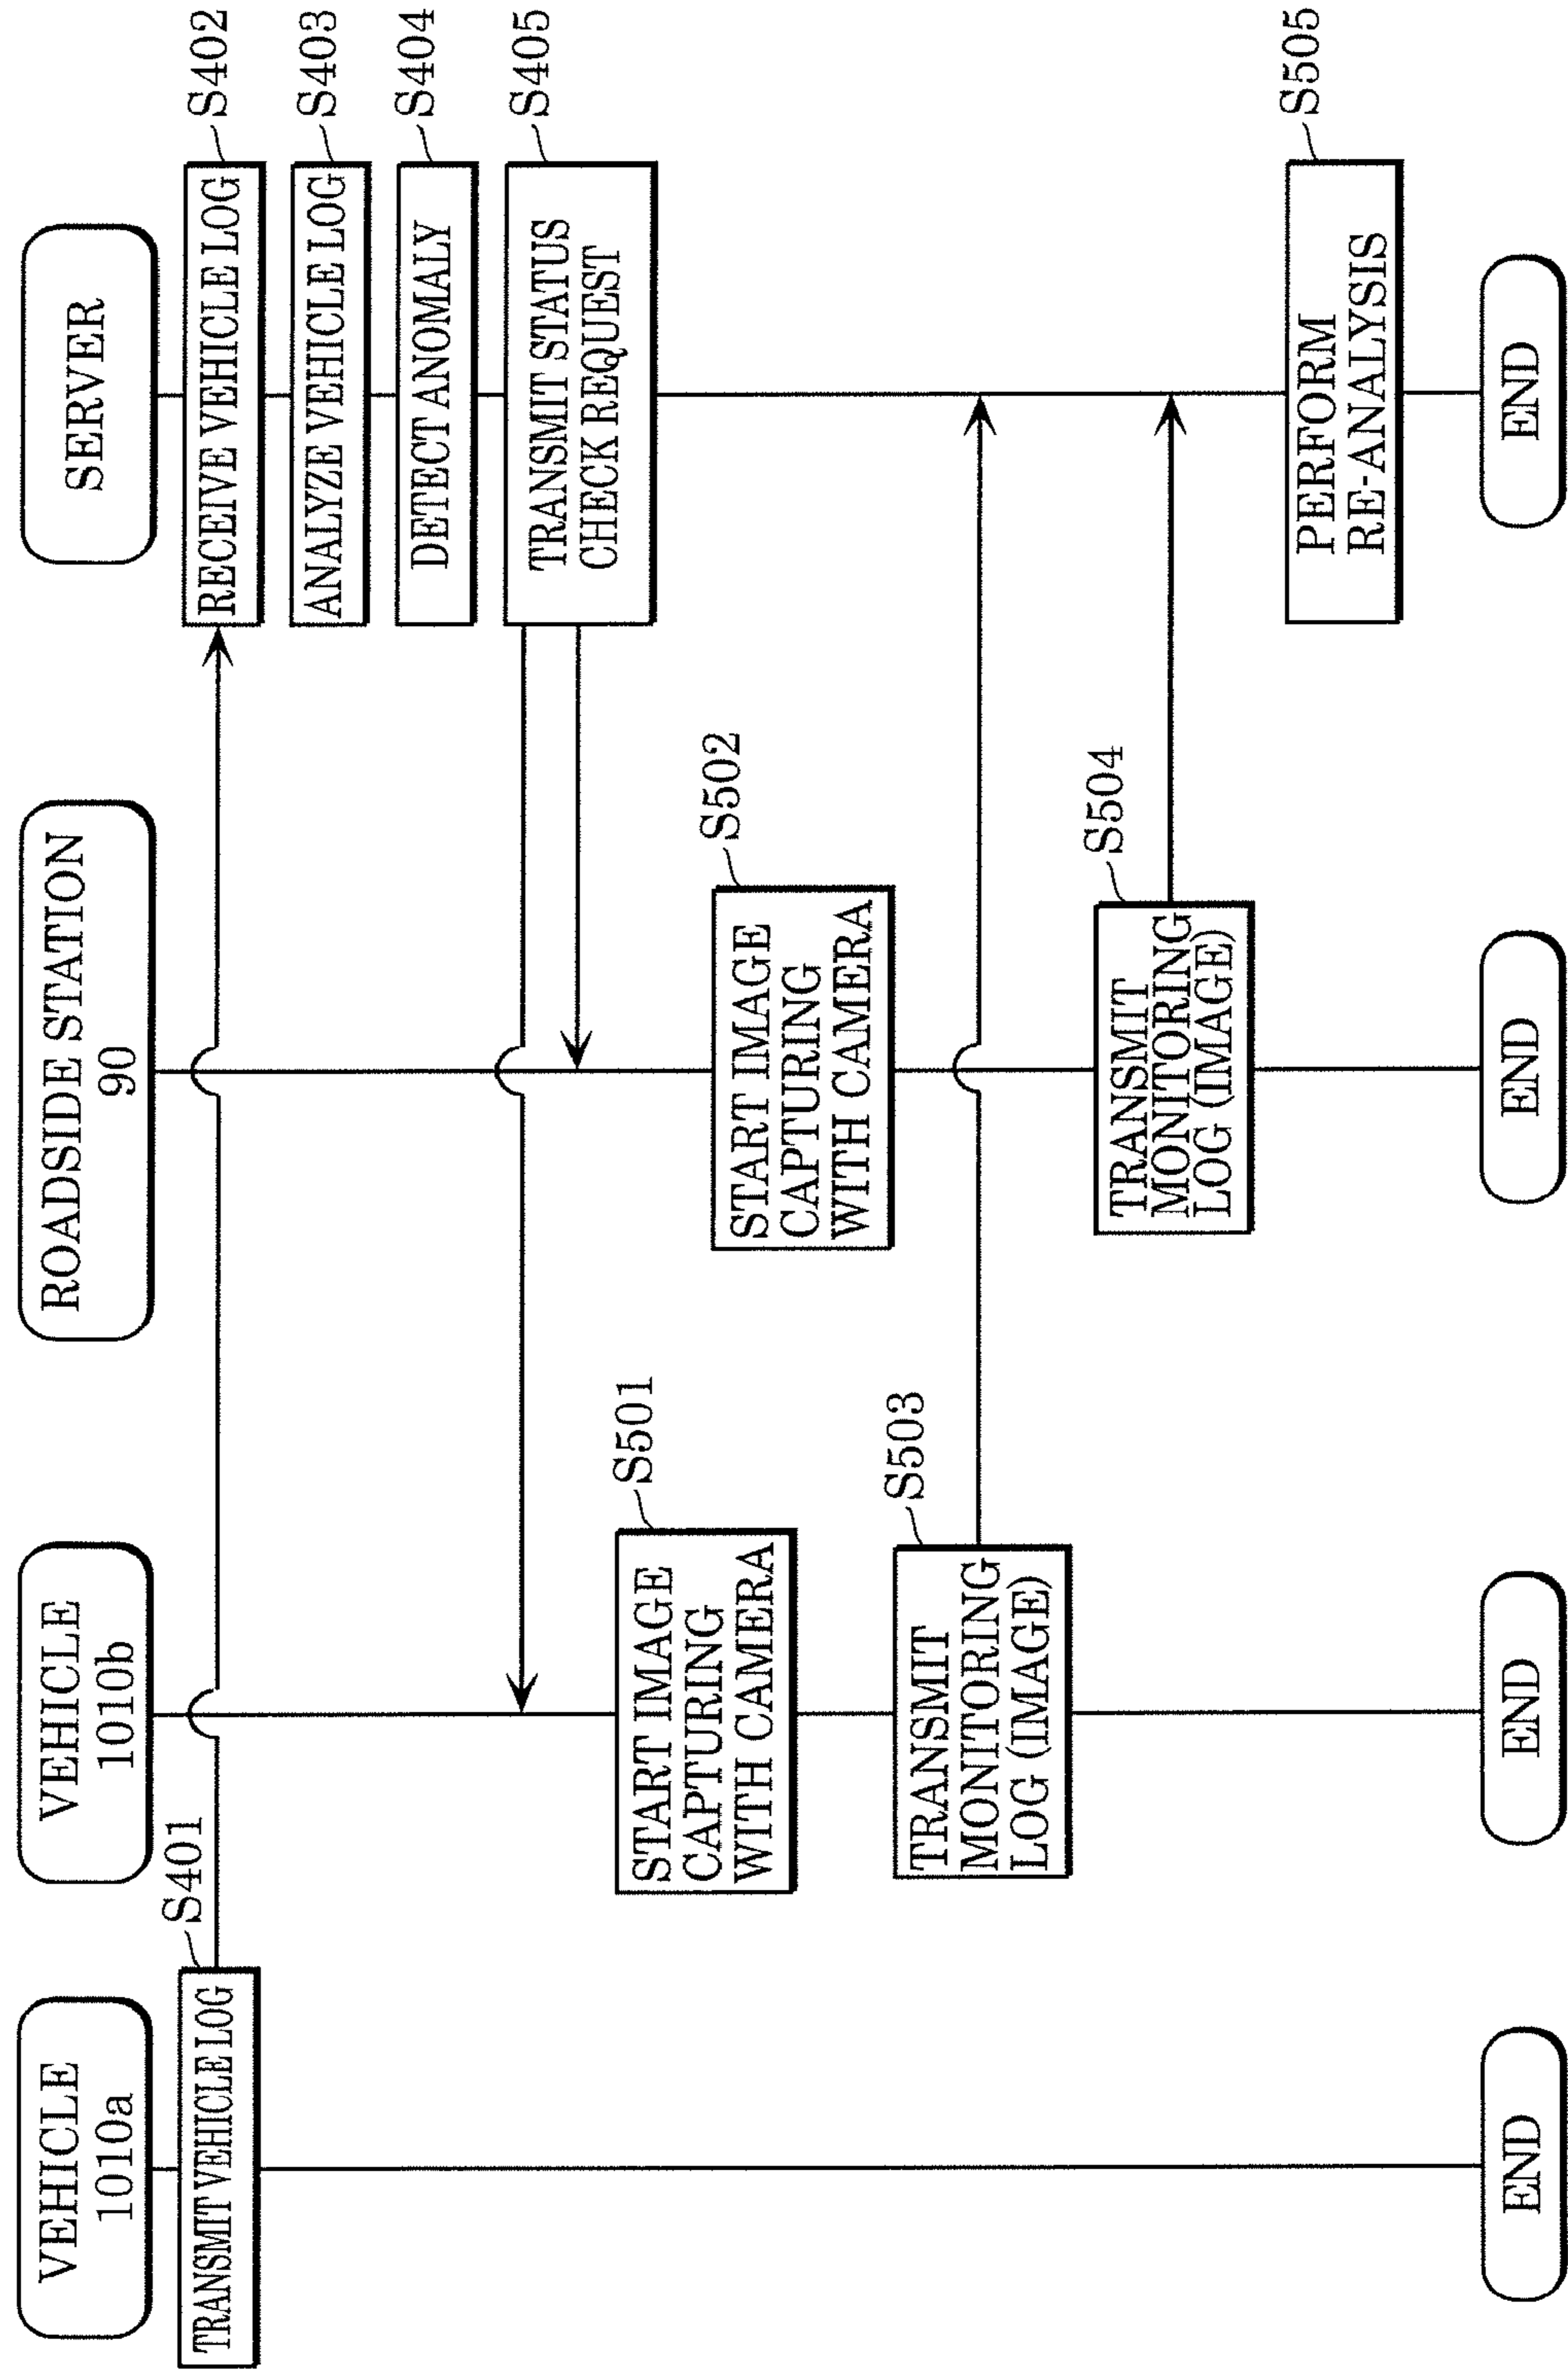 VEHICLE
1010a
VEHICLE
1010b
ROADSIDE STATION
90
SERVER
S401
TRANSMIT VEHICLE LOG
RECEIVE VEHICLE LOG
S402
ANALYZE VEHICLE LOG
S403
DETECT ANOMALY
S404
TRANSMIT STATUS
CHECK REQUEST
S405
START IMAGE
CAPTURING
WITH CAMERA
S501
START IMAGE
CAPTURING
WITH CAMERA
S502
TRANSMIT
MONITORING
LOG (IMAGE)
S503
TRANSMIT
MONITORING
LOG (IMAGE)
S504
PERFORM
RE-ANALYSIS
S505
END
END
END
END